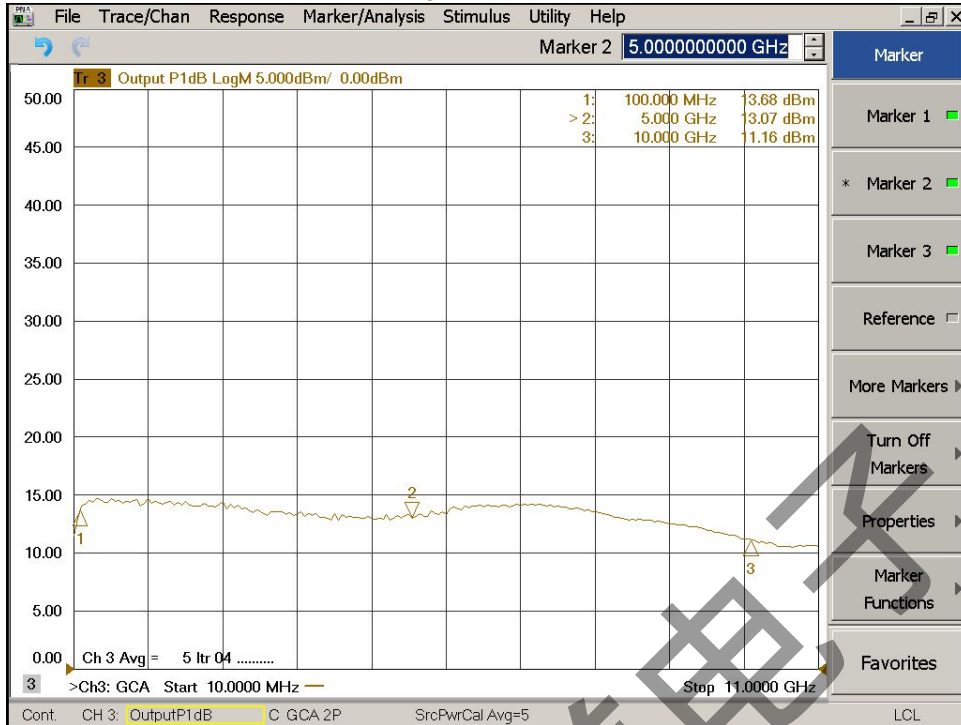 PNA
File Trace/Chan Response Marker/Analysis Stimulus Utility Help
Marker 2 5.0000000000 GHz
Marker
Tr 3 Output P1dB LogM 5.000dBm/ 0.00dBm
50.00
1: 100.000 MHz 13.68 dBm
> 2: 5.000 GHz 13.07 dBm
3: 10.000 GHz 11.16 dBm
Marker 1
45.00
* Marker 2
40.00
Marker 3
35.00
30.00
Reference
25.00
More Markers
20.00
Turn Off
Markers
15.00
2
1
Properties
10.00
3
Marker
Functions
5.00
0.00
Ch 3 Avg = 5 Itr 04 .........
Favorites
3 >Ch3: GCA Start 10.0000 MHz
Stop 11.0000 GHz
Cont. CH 3: OutputP1dB C GCA 2P SrcPwrCal Avg=5 LCL
电子